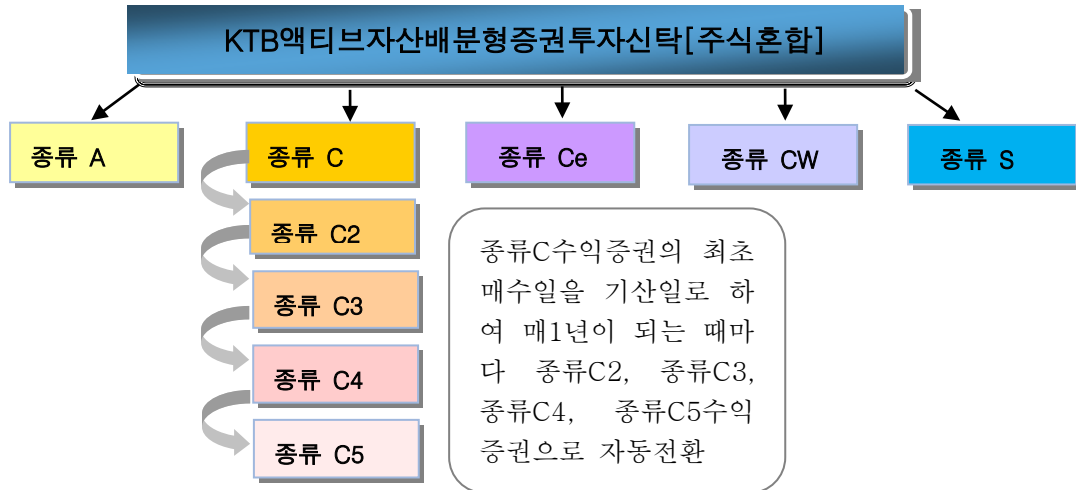 KTB액티브자산배분형증권투자신탁[주식혼합]
종류 A
종류 C
종류 Ce
종류 CW
종류 S
종류 C2
종류 C3
종류 C4
종류 C5
종류C수익증권의 최초
매수일을 기산일로 하
여 매1년이 되는 때마
다 종류C2, 종류C3,
종류C4, 종류C5수익
증권으로 자동전환